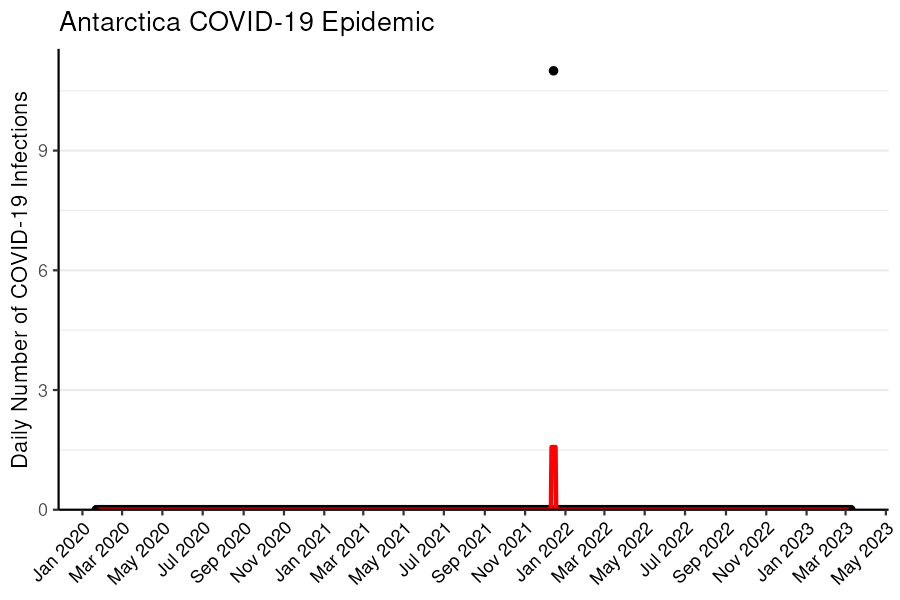 Antarctica COVID-19 Epidemic
Daily Number of COVID-19 Infections
9
6
3
0
Jan 2020
Mar 2020
May 2020
Jul 2020
Sep 2020
Nov 2020
Jan 2021
Mar 2021
May 2021
Jul 2021
Sep 2021
Nov 2021
Jan 2022
Mar 2022
May 2022
Jul 2022
Sep 2022
Nov 2022
Jan 2023
Mar 2023
May 2023